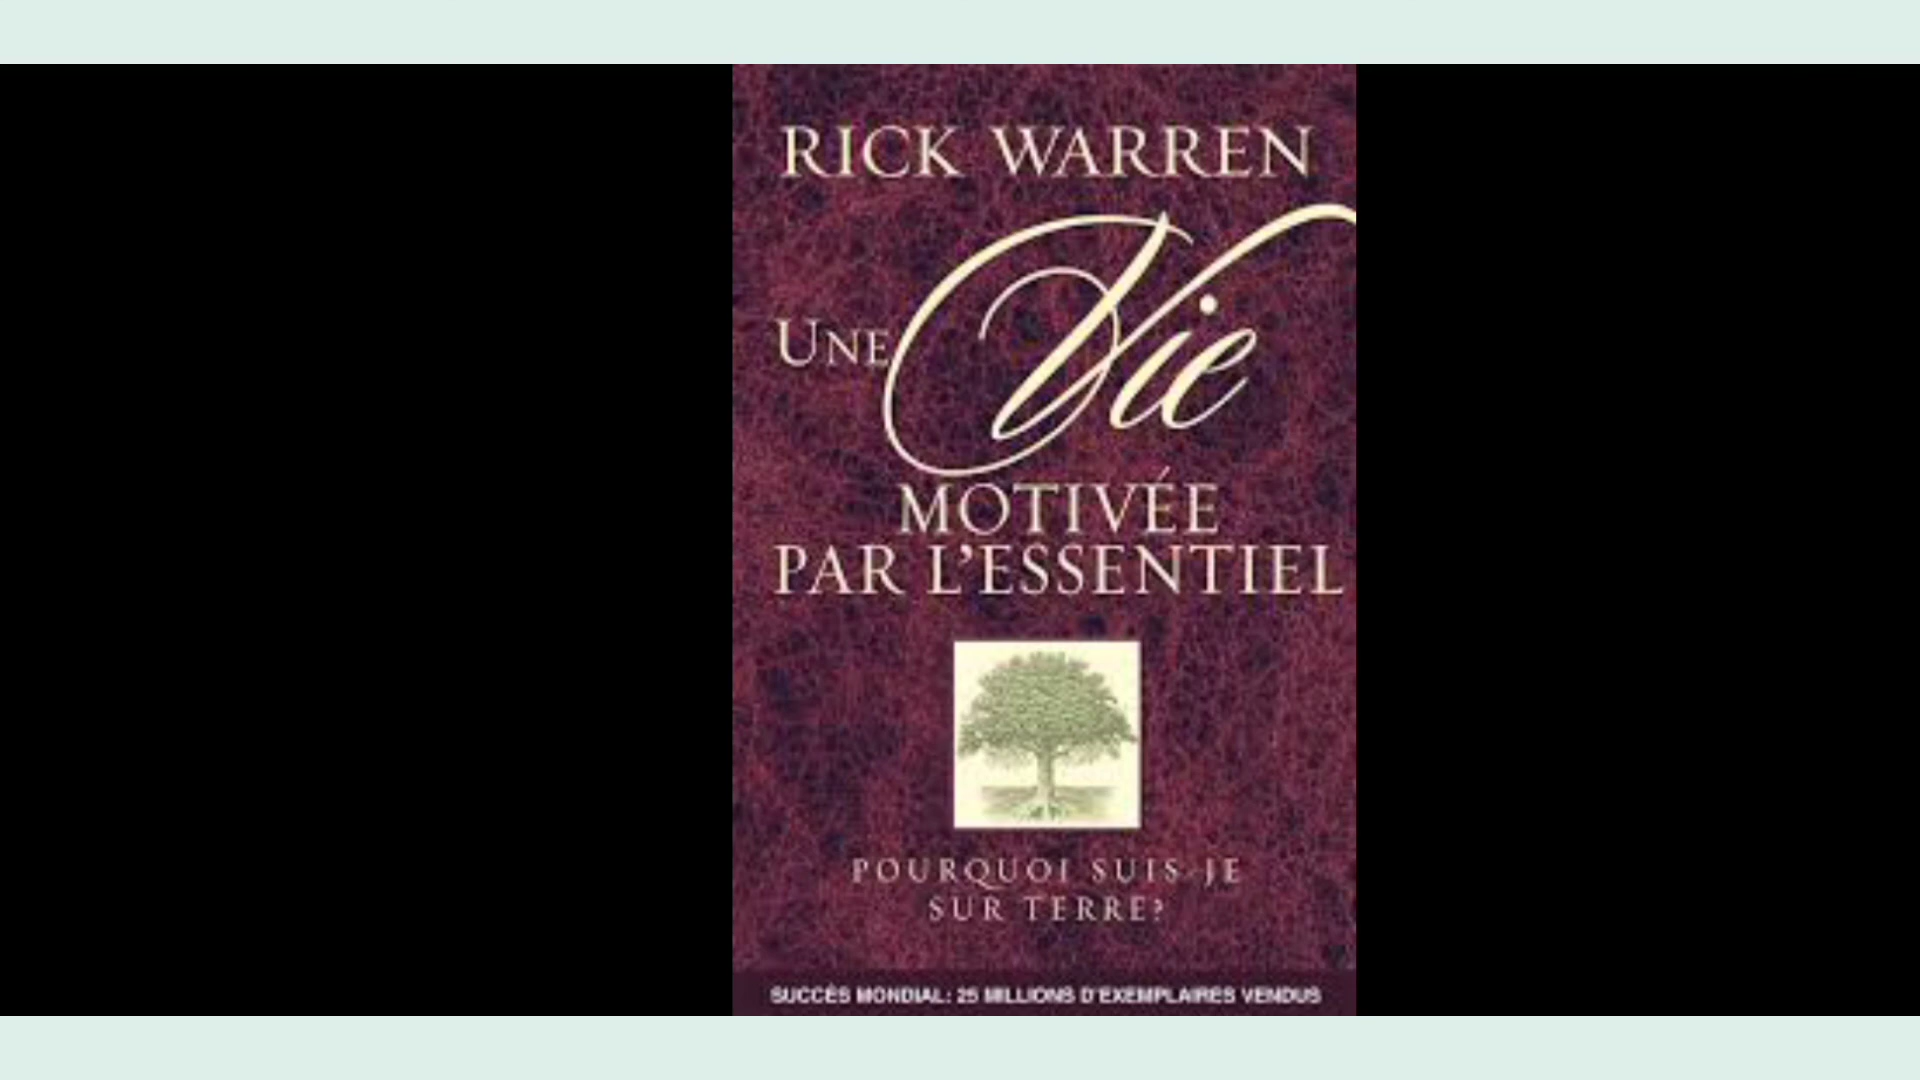 RICK WARREN
UNE Vie
MOTIVÉE
PAR L'ESSENTIEL
POURQUOI SUIS-JE
SUR TERRE?
SUCCÈS MONDIAL: 25 MILLIONS D'EXEMPLAIRES VENDUS